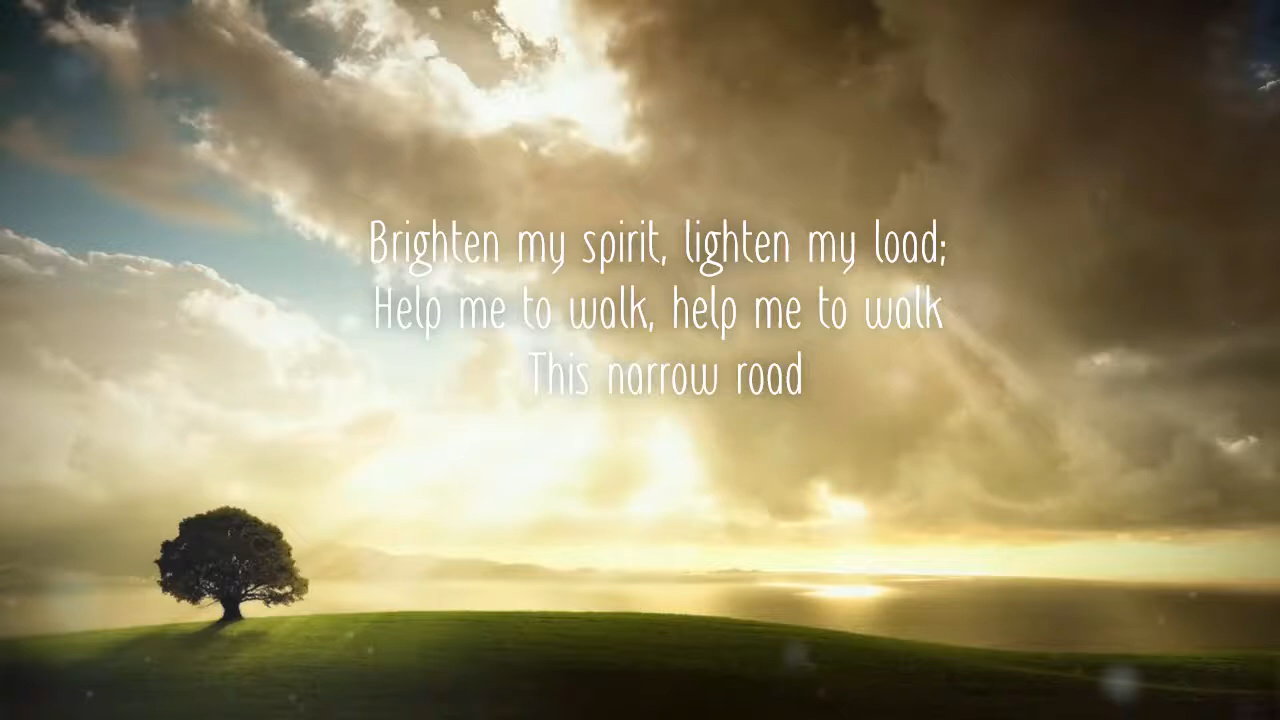 Brighten my spirit, lighten my load;
Help me to walk, help me to walk
This narrow road